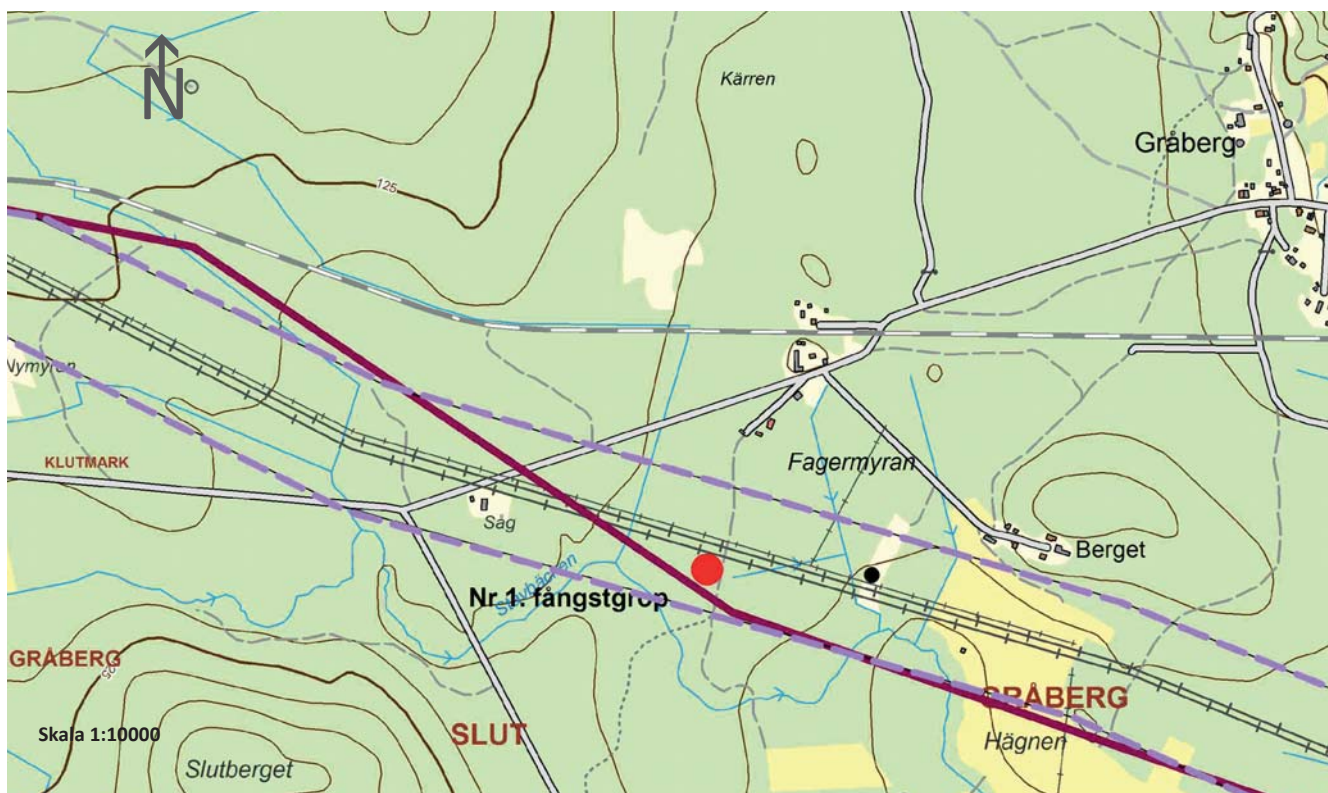 N
Kärren
Gråberg
125
Nymyran
KLUTMARK
Fagermyran
Såg
Berget
Nr 1. fångstgrop
GRÅBERG
GRÅBERG
SLUT
Hägnen
Skala 1:10000
Slutberget